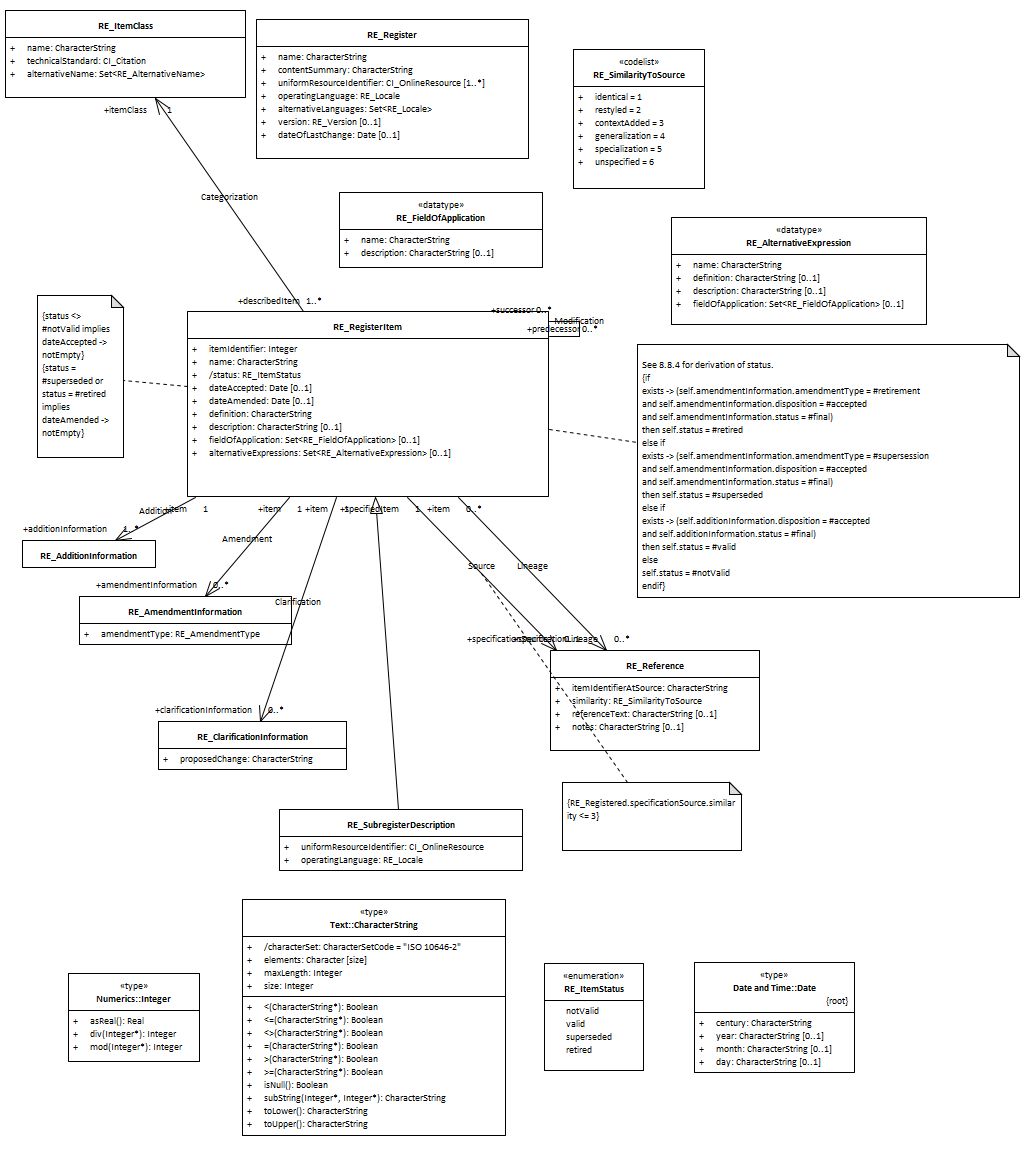 RE_ItemClass
+ name: CharacterString
+ technicalStandard: CI_Citation
+ alternativeName: Set<RE_AlternativeName>
RE_Register
+ name: CharacterString
+ contentSummary: CharacterString
+ uniformResourceIdentifier: CI_OnlineResource [1..*]
+ operatingLanguage: RE_Locale
+ alternativeLanguages: Set<RE_Locale>
+ version: RE_Version [0..1]
+ dateOfLastChange: Date [0..1]
«codelist»
RE_SimilarityToSource
+ identical = 1
+ restyled = 2
+ contextAdded = 3
+ generalization = 4
+ specialization = 5
+ unspecified = 6
+itemClass 1
Categorization
+describedItem 1..*
«datatype»
RE_FieldOfApplication
+ name: CharacterString
+ description: CharacterString [0..1]
«datatype»
RE_AlternativeExpression
+ name: CharacterString
+ definition: CharacterString [0..1]
+ description: CharacterString [0..1]
+ fieldOfApplication: Set<RE_FieldOfApplication> [0..1]
{status <>
#notValid implies
dateAccepted ->
notEmpty}
{status =
#superseded or
status = #retired
implies
dateAmended ->
notEmpty}
+successor 0..*
Modification
+predecessor 0..*
RE_RegisterItem
+ itemIdentifier: Integer
+ name: CharacterString
+ /status: RE_ItemStatus
+ dateAccepted: Date [0..1]
+ dateAmended: Date [0..1]
+ definition: CharacterString
+ description: CharacterString [0..1]
+ fieldOfApplication: Set<RE_FieldOfApplication> [0..1]
+ alternativeExpressions: Set<RE_AlternativeExpression> [0..1]
See 8.8.4 for derivation of status.
{if
exists -> (self.amendmentInformation.amendmentType = #retirement
and self.amendmentInformation.disposition = #accepted
and self.amendmentInformation.status = #final)
then self.status = #retired
else if
exists -> (self.amendmentInformation.amendmentType = #supersession
and self.amendmentInformation.disposition = #accepted
and self.amendmentInformation.status = #final)
then self.status = #superseded
else if
exists -> (self.additionInformation.disposition = #accepted
and self.additionInformation.status = #final)
then self.status = #valid
else
self.status = #notValid
endif}
Addition +item 1 +item 1 +item +specifiedItem 1 +item 0..*
+additionInformation 1..*
RE_AdditionInformation
Amendment
Source Lineage
+amendmentInformation 0..*
Clarification
RE_AmendmentInformation
+ amendmentType: RE_AmendmentType
0..1 0..*
RE_Reference
+ itemIdentifierAtSource: CharacterString
+ similarity: RE_SimilarityToSource
+ referenceText: CharacterString [0..1]
+ notes: CharacterString [0..1]
+clarificationInformation 0..*
RE_ClarificationInformation
+ proposedChange: CharacterString
{RE_Registered.specificationSource.similar
ity <= 3}
RE_SubregisterDescription
+ uniformResourceIdentifier: CI_OnlineResource
+ operatingLanguage: RE_Locale
«type»
Text::CharacterString
+ /characterSet: CharacterSetCode = "ISO 10646-2"
+ elements: Character [size]
+ maxLength: Integer
+ size: Integer
+ <(CharacterString*): Boolean
+ <=(CharacterString*): Boolean
+ <>(CharacterString*): Boolean
+ =(CharacterString*): Boolean
+ >(CharacterString*): Boolean
+ >=(CharacterString*): Boolean
+ isNull(): Boolean
+ subString(Integer*, Integer*): CharacterString
+ toLower(): CharacterString
+ toUpper(): CharacterString
«type»
Numerics::Integer
+ asReal(): Real
+ div(Integer*): Integer
+ mod(Integer*): Integer
«enumeration»
RE_ItemStatus
notValid
valid
superseded
retired
«type»
Date and Time::Date
{root}
+ century: CharacterString
+ year: CharacterString [0..1]
+ month: CharacterString [0..1]
+ day: CharacterString [0..1]